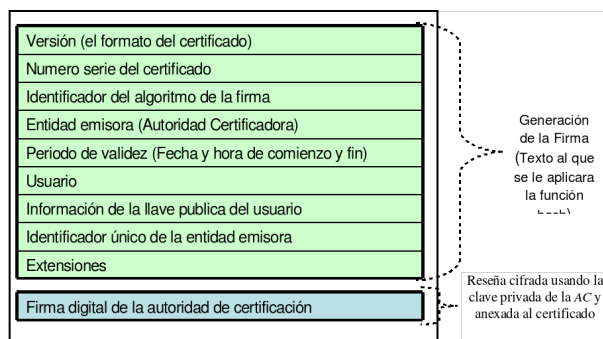 Versión (el formato del certificado)
Numero serie del certificado
Identificador del algoritmo de la firma
Entidad emisora (Autoridad Certificadora)
Periodo de validez (Fecha y hora de comienzo y fin)
Usuario
Información de la llave publica del usuario
Identificador único de la entidad emisora
Extensiones
Firma digital de la autoridad de certificación
Generación
de la Firma
(Texto al que
se le aplicara
la función
hash)
Reseña cifrada usando la
clave privada de la AC y
anexada al certificado